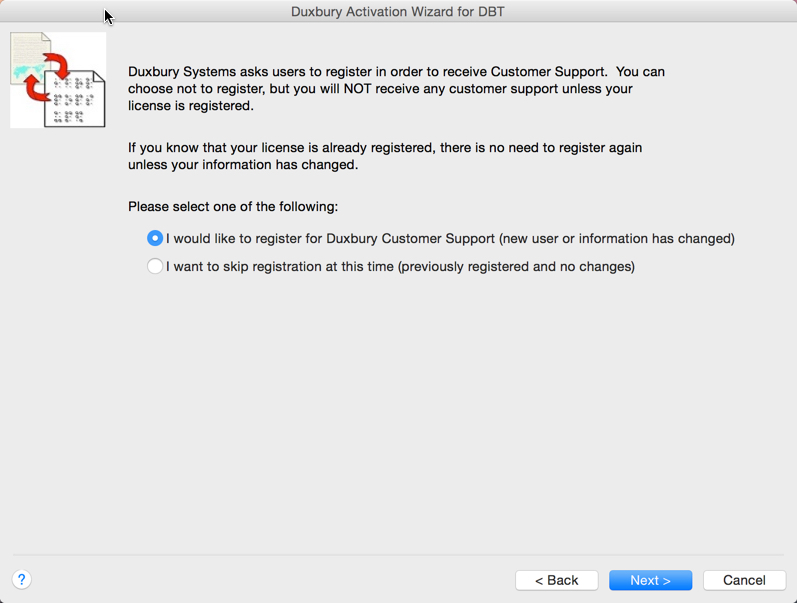 Duxbury Activation Wizard for DBT
Duxbury Systems asks users to register in order to receive Customer Support.  You can
choose not to register, but you will NOT receive any customer support unless your
license is registered.
If you know that your license is already registered, there is no need to register again
unless your information has changed.
Please select one of the following:
I would like to register for Duxbury Customer Support (new user or information has changed)
I want to skip registration at this time (previously registered and no changes)
?
< Back
Next >
Cancel